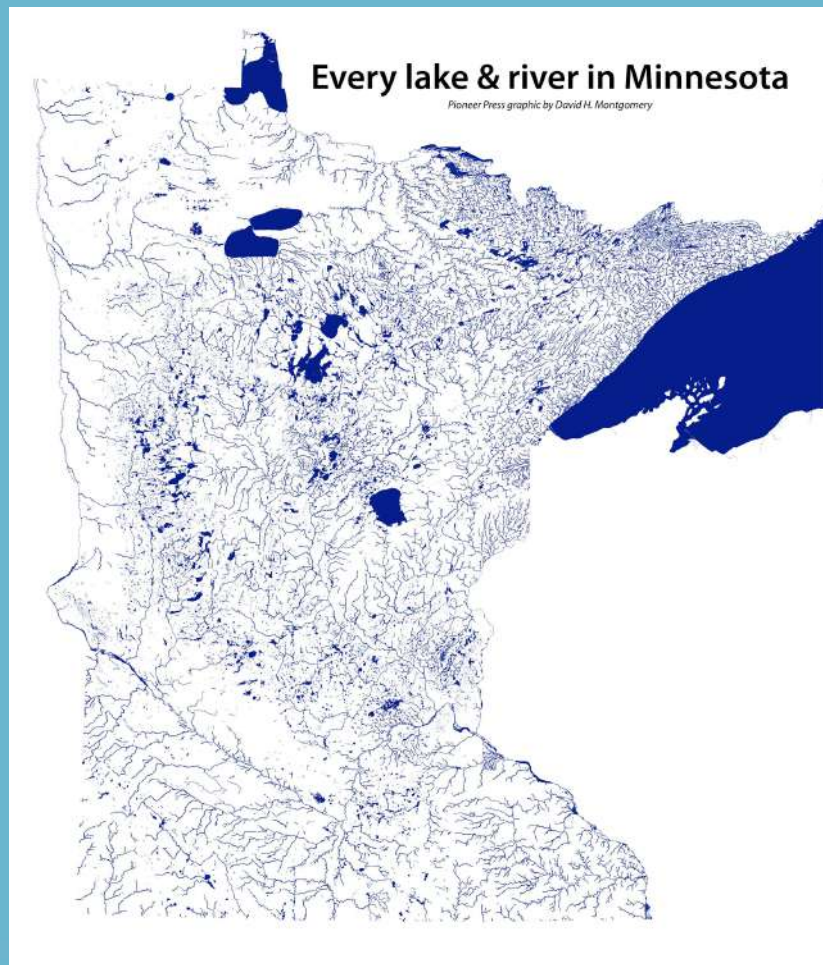 Every lake & river in Minnesota
Pioneer Press graphic by David H. Montgomery